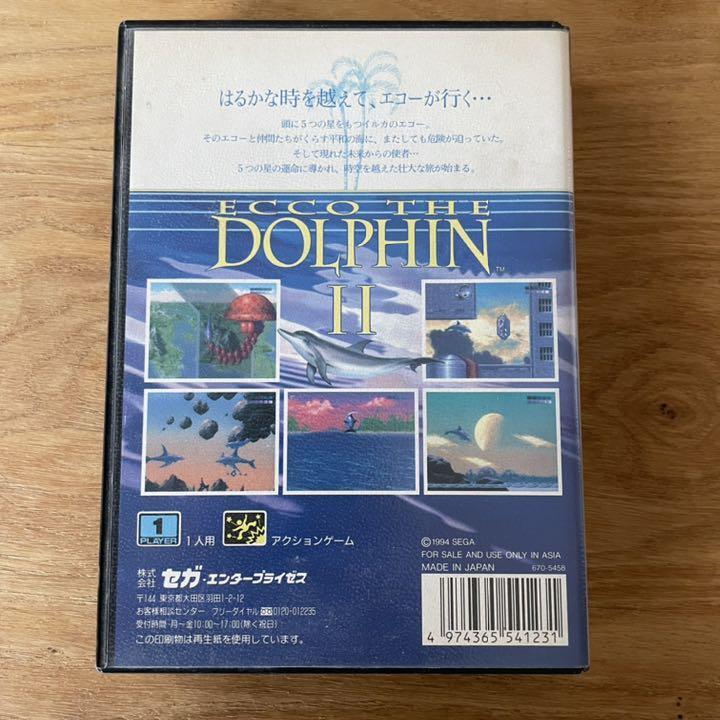 はるかな時を越えて、エコーが行く…
頭に5つの星をもつイルカのエコー。
そのエコーと仲間たちがくらす平和の海に、またしても危険が迫っていた。
そして現れた未来からの使者…
5つの星の運命に導かれ、時空を越えた壮大な旅が始まる。
ECCO THE
DOLPHIN™
II
1
PLAYER
1人用
アクションゲーム
©1994 SEGA
FOR SALE AND USE ONLY IN ASIA
MADE IN JAPAN
670-5458
株式会社 セガ・エンタープライゼス
〒144 東京都大田区羽田1-2-12
お客様相談センター フリーダイヤル 0120-012235
受付時間・月〜金10:00〜17:00(除く祝日)
この印刷物は再生紙を使用しています。
4 974365 541231